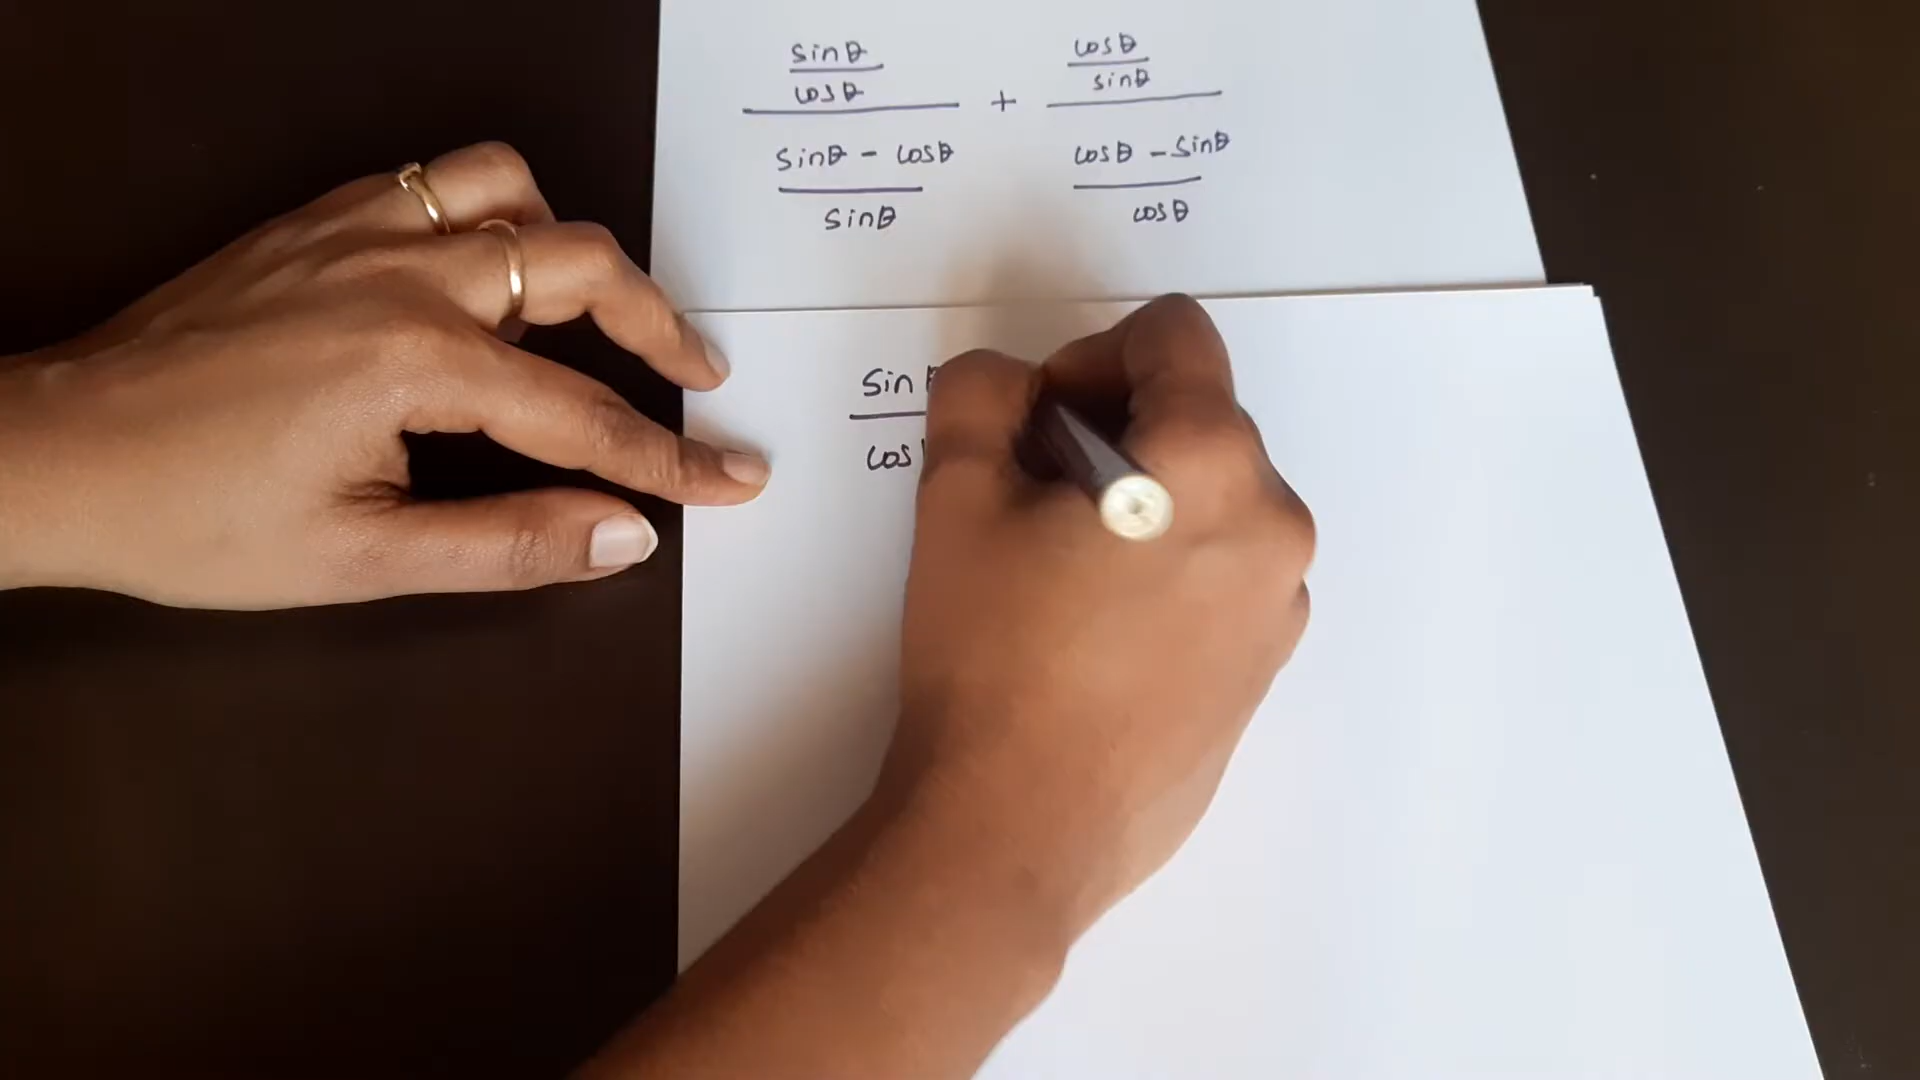 sinθ cosθ
cosθ + sinθ
sinθ - cosθ cosθ - sinθ
sinθ cosθ
sin
cos